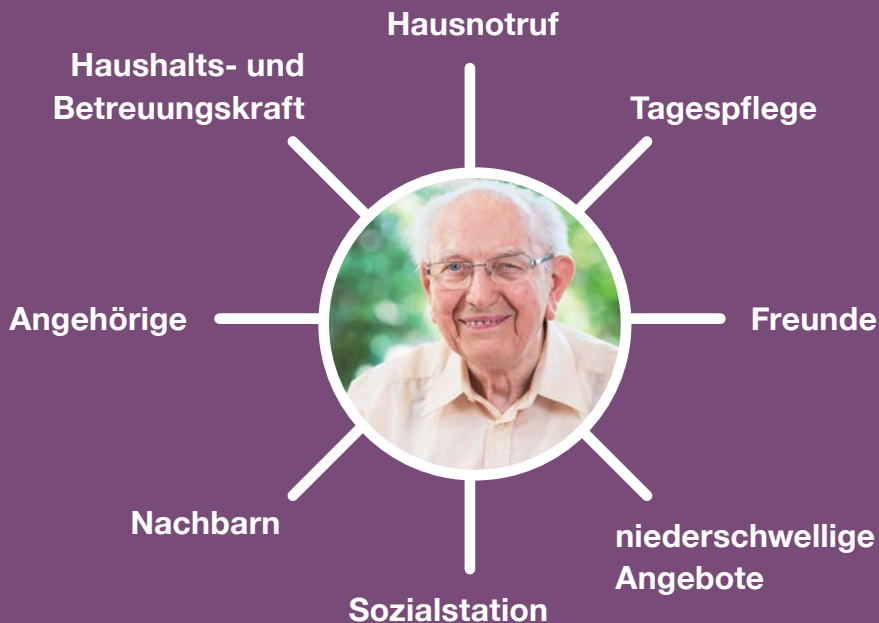 Hausnotruf
Haushalts- und
Betreuungskraft
Tagespflege
Angehörige
Freunde
Nachbarn
niederschwellige
Angebote
Sozialstation